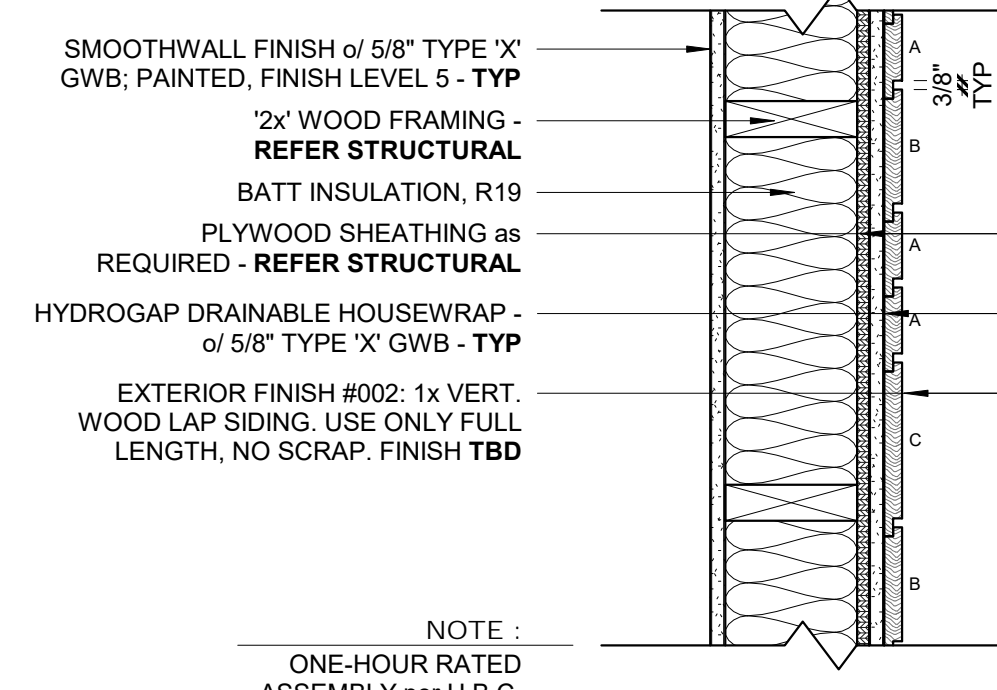 SMOOTHWALL FINISH o/ 5/8" TYPE 'X'
GWB; PAINTED, FINISH LEVEL 5 - TYP
'2x' WOOD FRAMING -
REFER STRUCTURAL
BATT INSULATION, R19
PLYWOOD SHEATHING as
REQUIRED - REFER STRUCTURAL
HYDROGAP DRAINABLE HOUSEWRAP -
o/ 5/8" TYPE 'X' GWB - TYP
EXTERIOR FINISH #002: 1x VERT.
WOOD LAP SIDING. USE ONLY FULL
LENGTH, NO SCRAP. FINISH TBD
NOTE :
ONE-HOUR RATED
ASSEMBLY per U.B.C.
A
B
A
A
C
B
3/8"
TYP